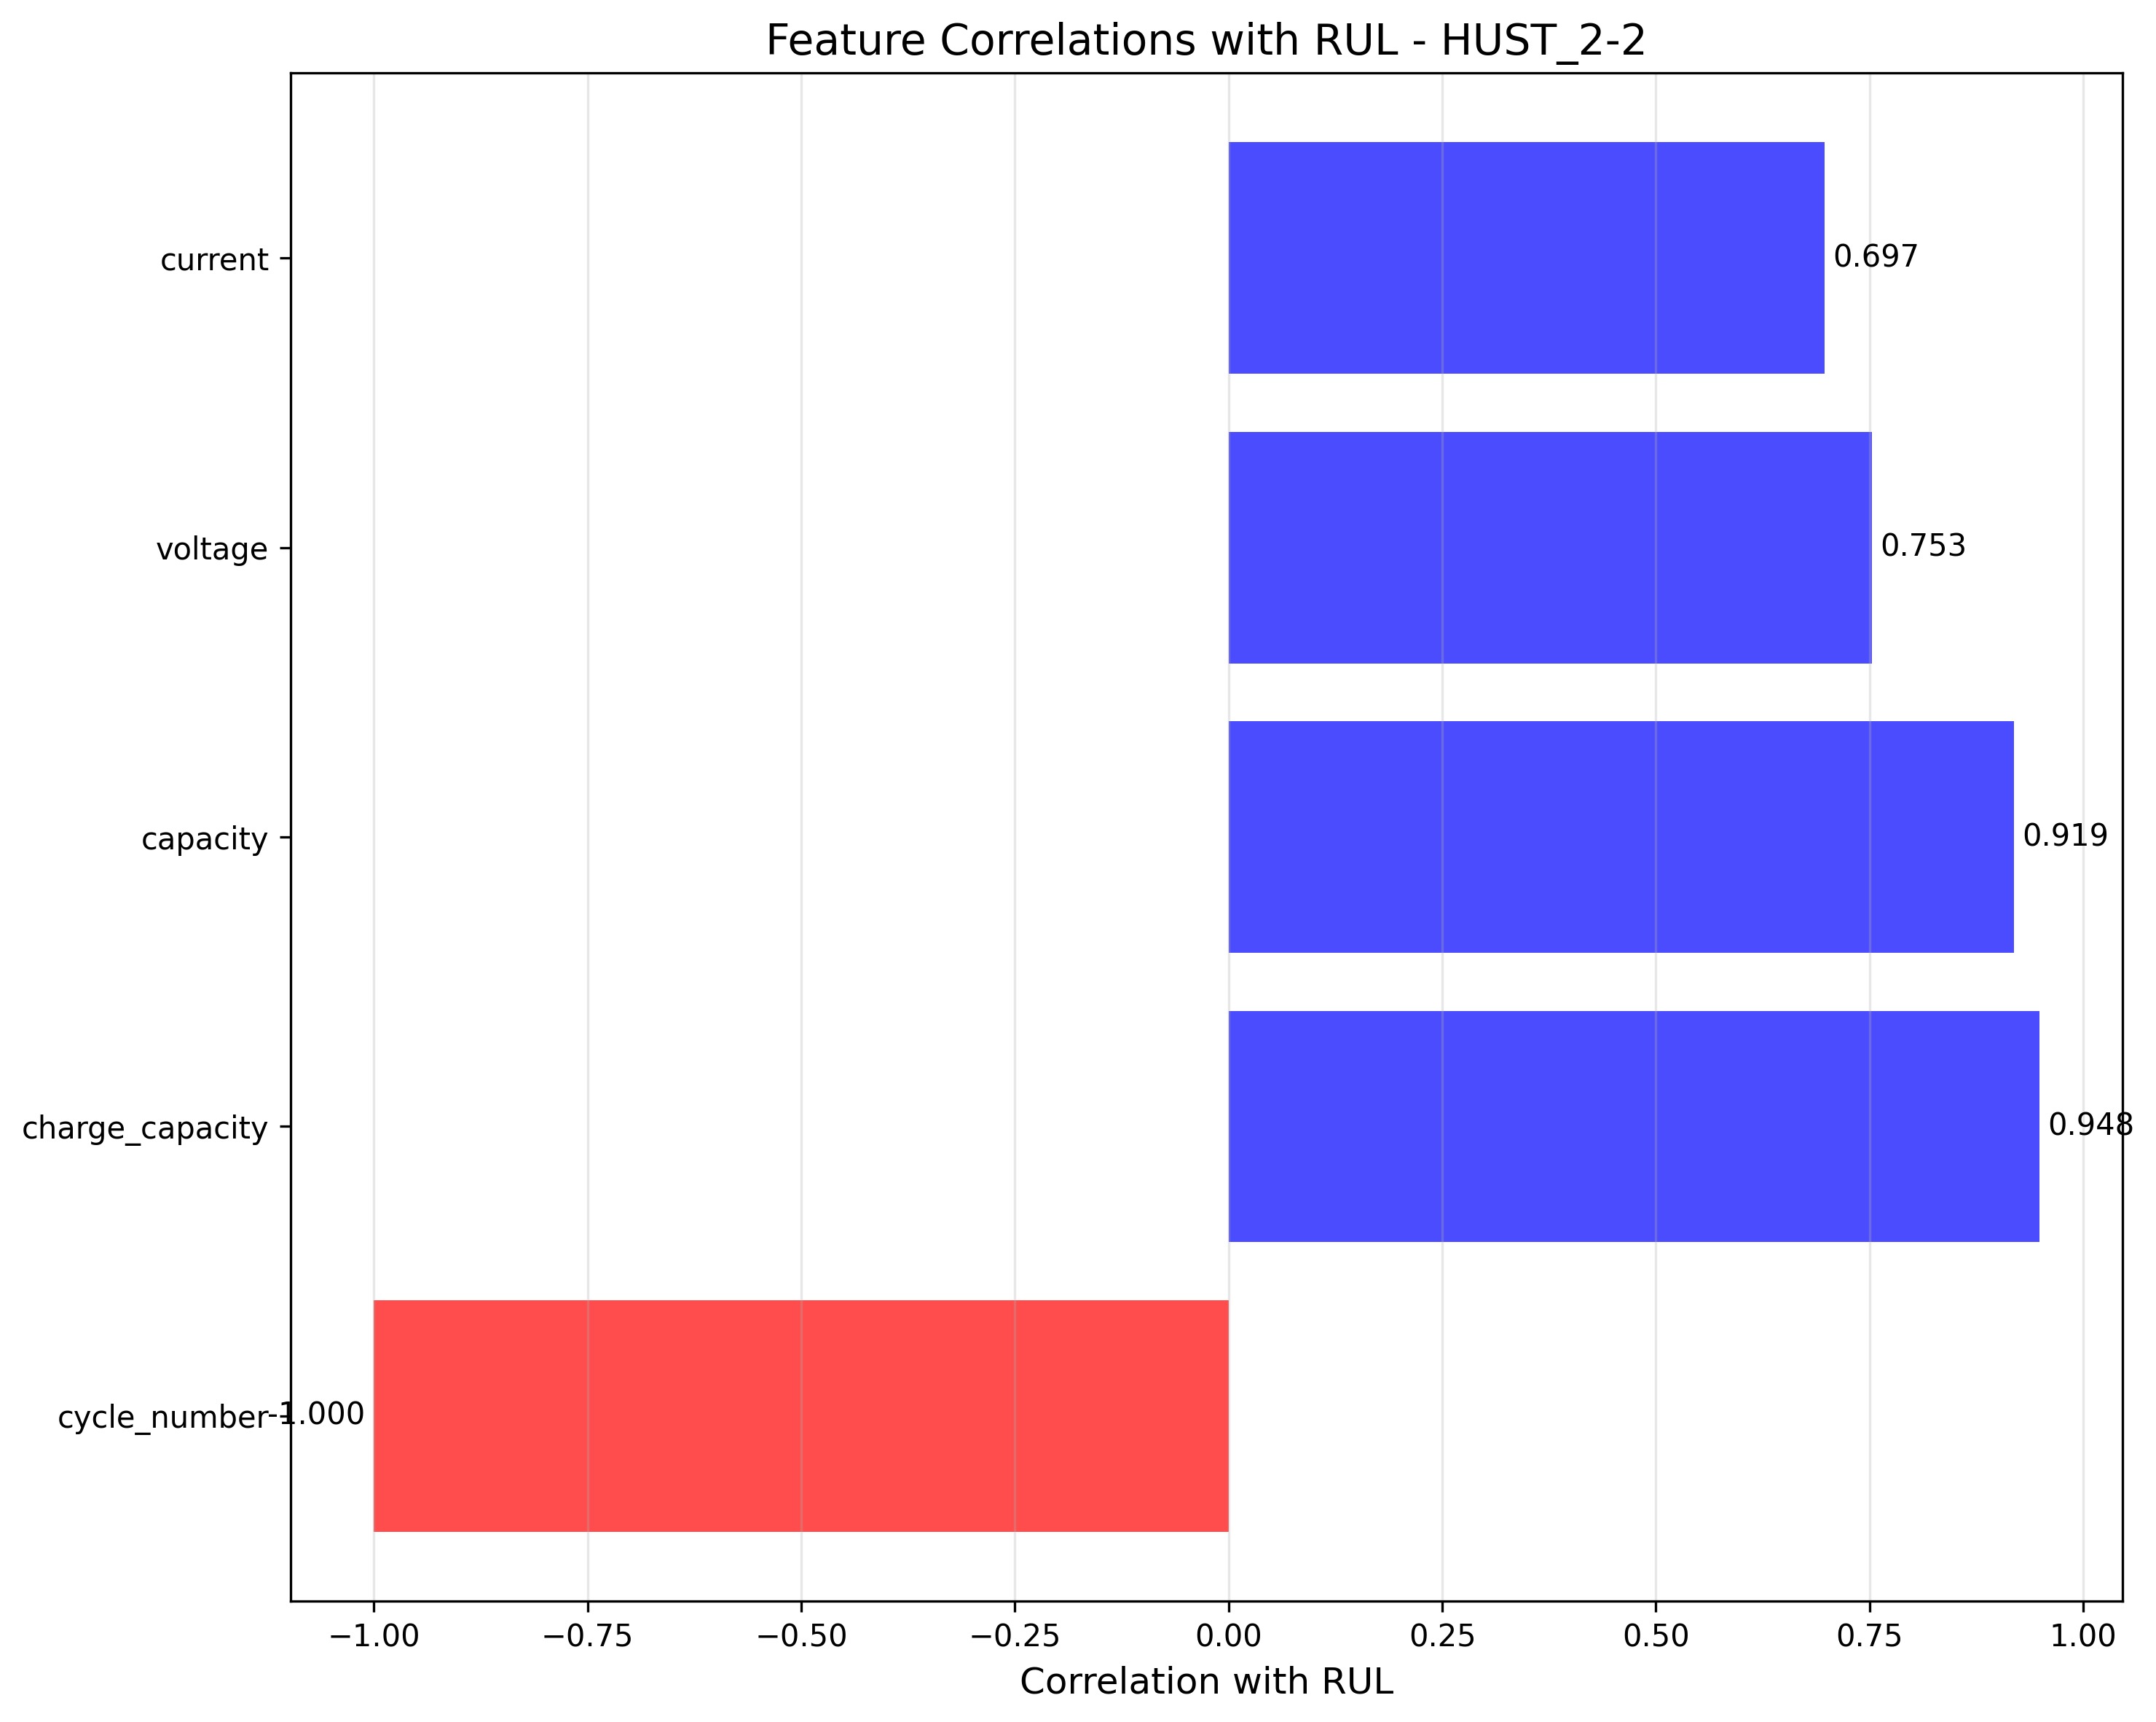 Feature Correlations with RUL - HUST_2-2
current
0.697
voltage
0.753
capacity
0.919
charge_capacity
0.948
cycle_number
-1.000
−1.00
−0.75
−0.50
−0.25
0.00
0.25
0.50
0.75
1.00
Correlation with RUL